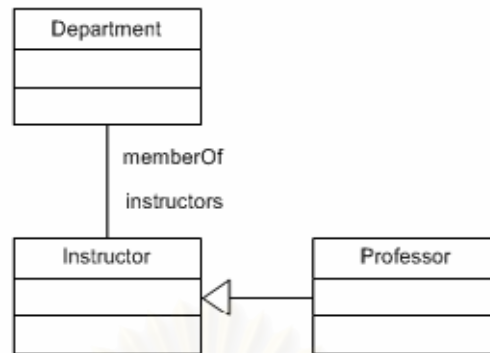 Department
memberOf
instructors
Instructor
Professor